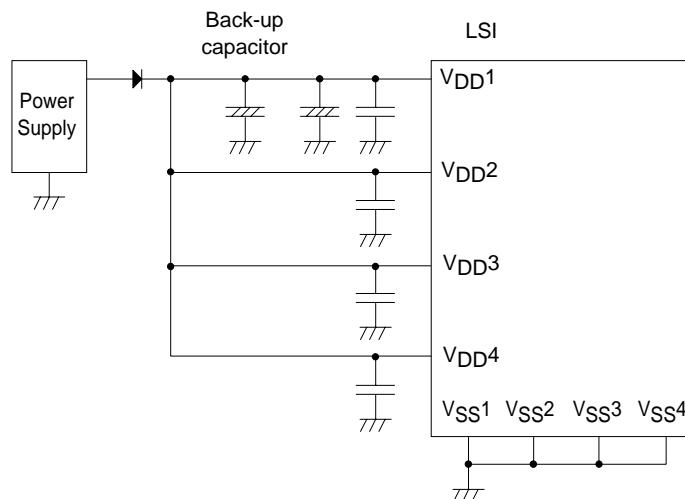 Back-up
capacitor
LSI
Power
Supply
VDD1
VDD2
VDD3
VDD4
VSS1 VSS2 VSS3 VSS4